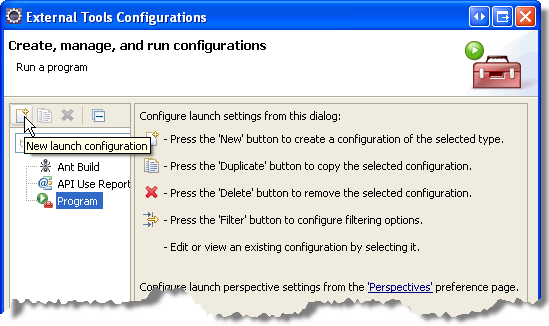 External Tools Configurations
Create, manage, and run configurations
Run a program
New launch configuration
Ant Build
API Use Report
Program
Configure launch settings from this dialog:
- Press the 'New' button to create a configuration of the selected type.
- Press the 'Duplicate' button to copy the selected configuration.
- Press the 'Delete' button to remove the selected configuration.
- Press the 'Filter' button to configure filtering options.
- Edit or view an existing configuration by selecting it.
Configure launch perspective settings from the 'Perspectives' preference page.